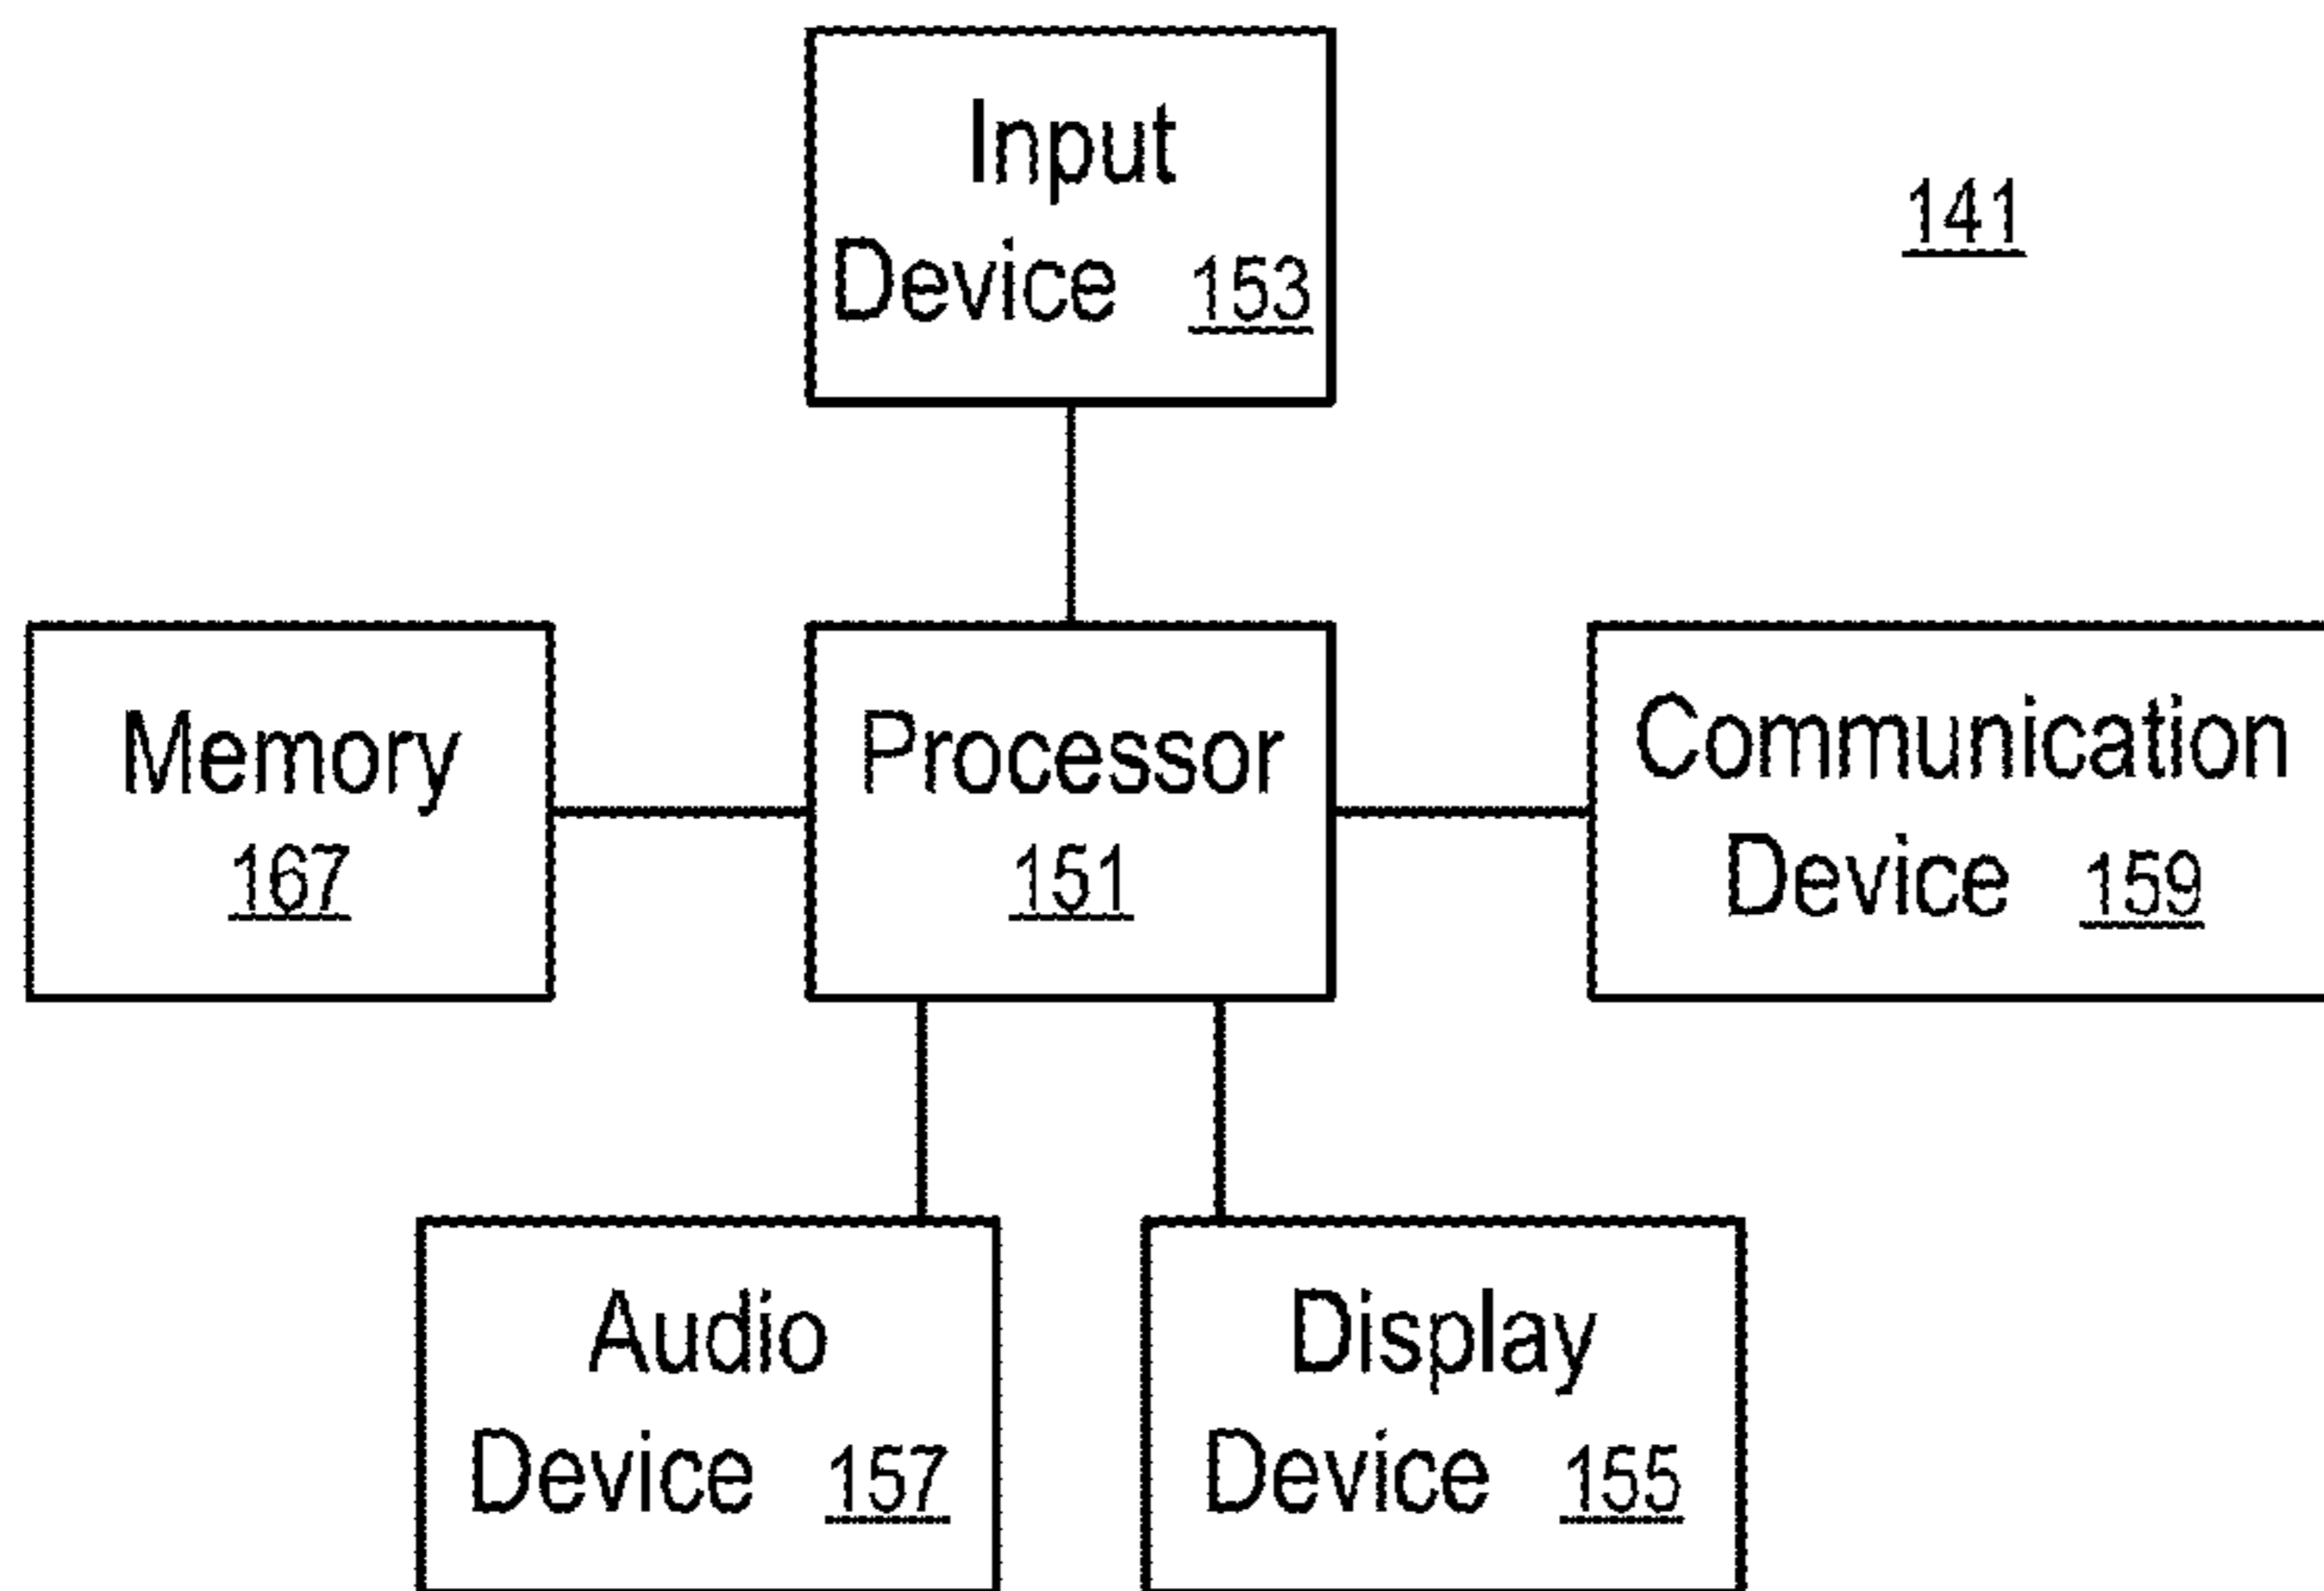 Input
Device 153
141
Memory
167
Processor
151
Communication
Device 159
Audio
Device 157
Display
Device 155